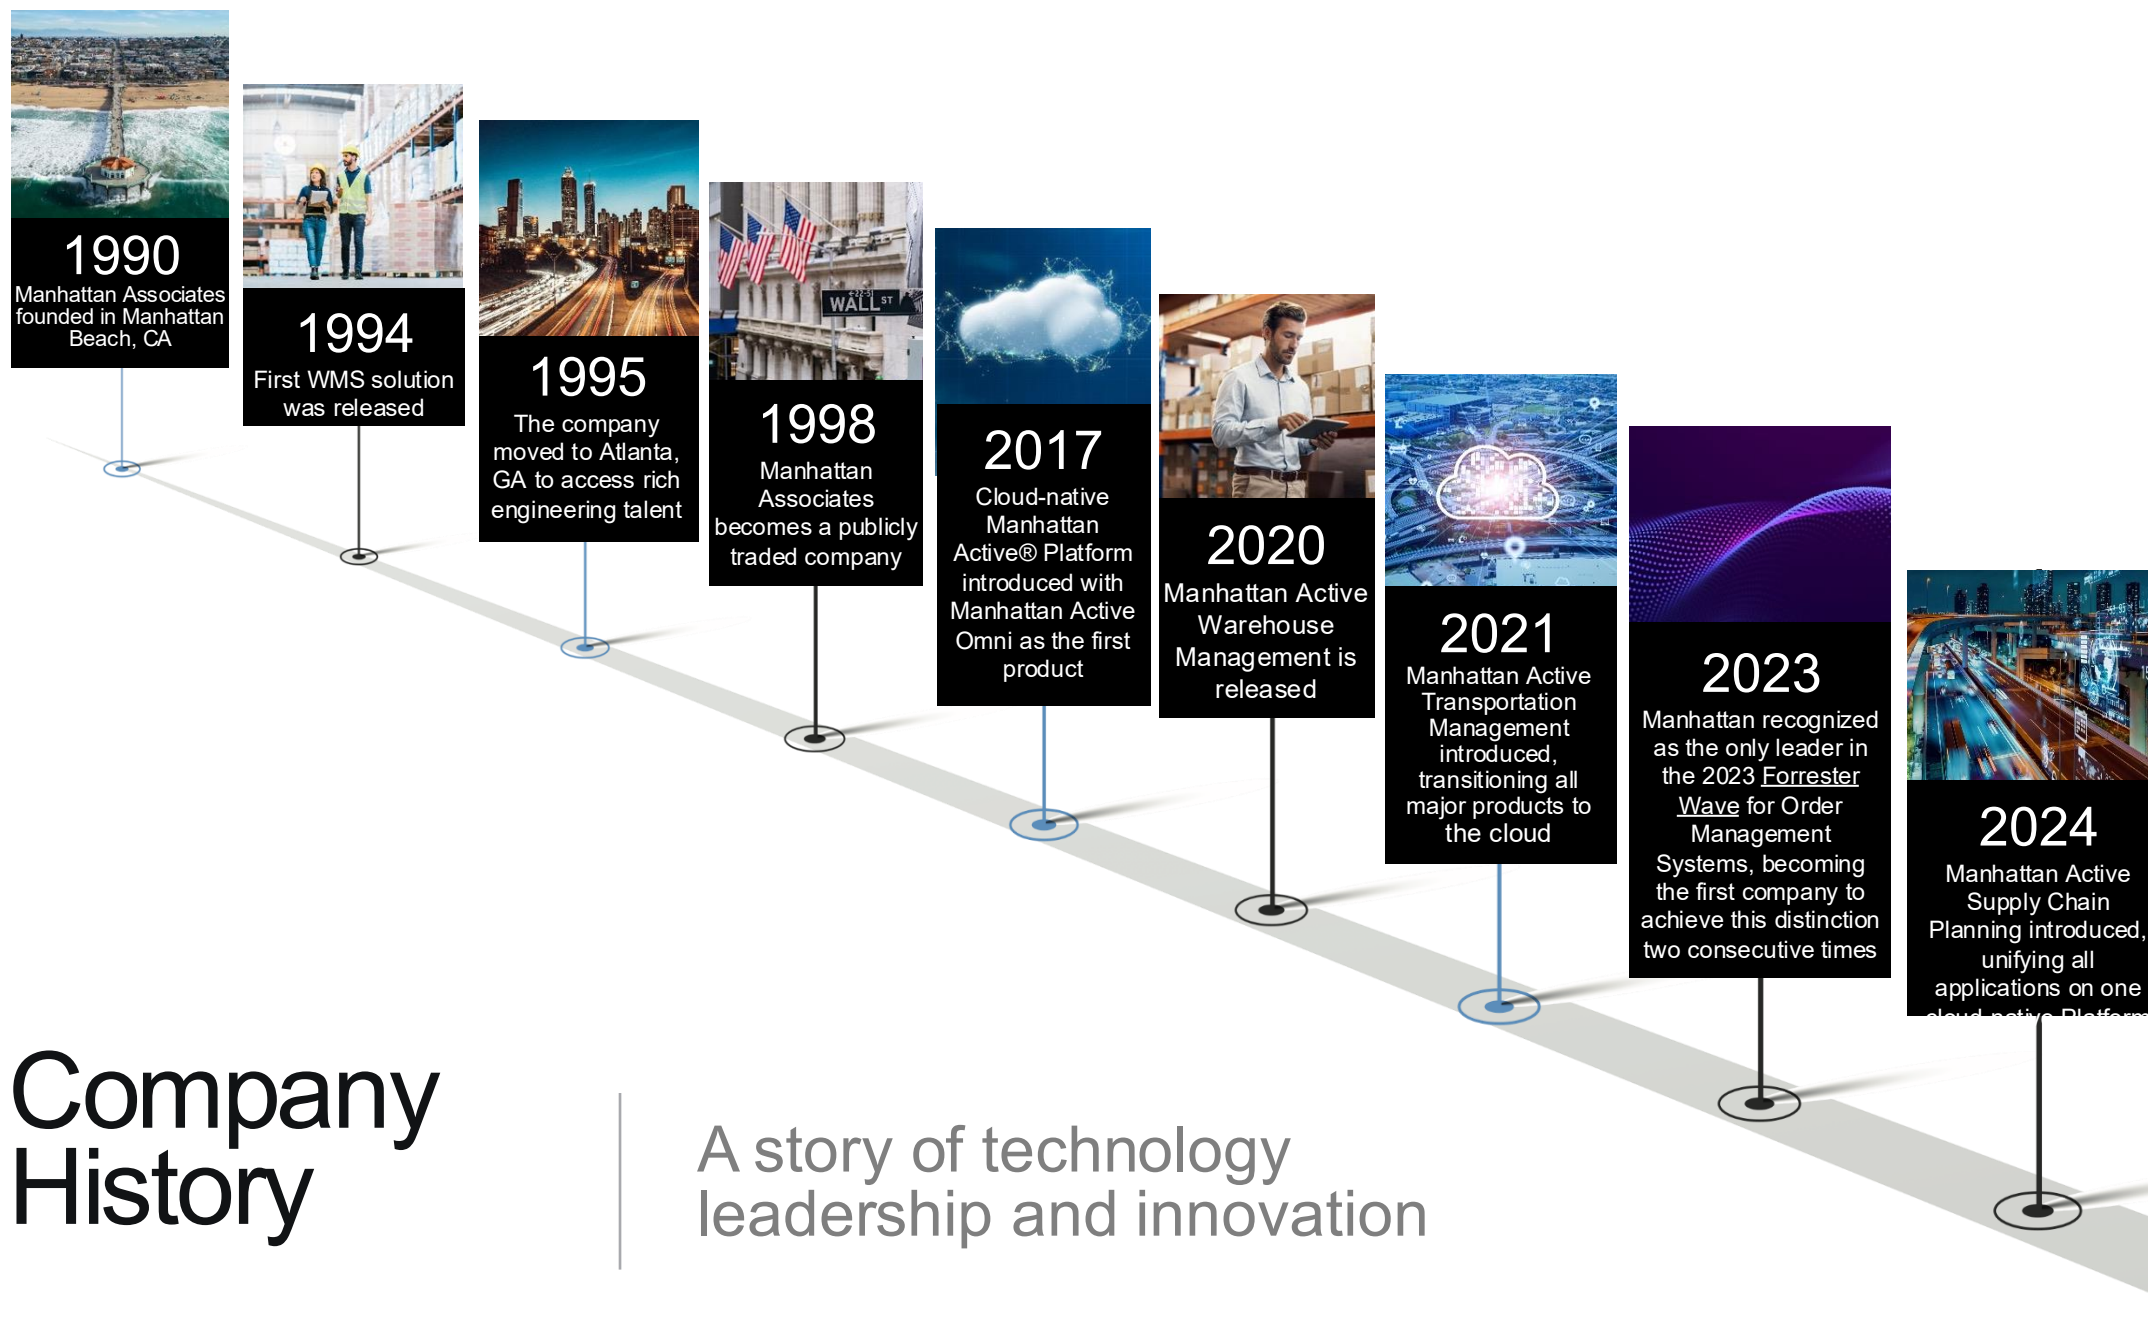 1990
Manhattan Associates
founded in Manhattan
Beach, CA
1994
First WMS solution
was released
1995
The company
moved to Atlanta,
GA to access rich
engineering talent
WALL ST
1998
Manhattan
Associates
becomes a publicly
traded company
2017
Cloud-native
Manhattan
Active® Platform
introduced with
Manhattan Active
Omni as the first
product
2020
Manhattan Active
Warehouse
Management is
released
2021
Manhattan Active
Transportation
Management
introduced,
transitioning all
major products to
the cloud
2023
Manhattan recognized
as the only leader in
the 2023 Forrester
Wave for Order
Management
Systems, becoming
the first company to
achieve this distinction
two consecutive times
2024
Manhattan Active
Supply Chain
Planning introduced,
unifying all
applications on one
cloud-native Platform
Company
History
A story of technology
leadership and innovation